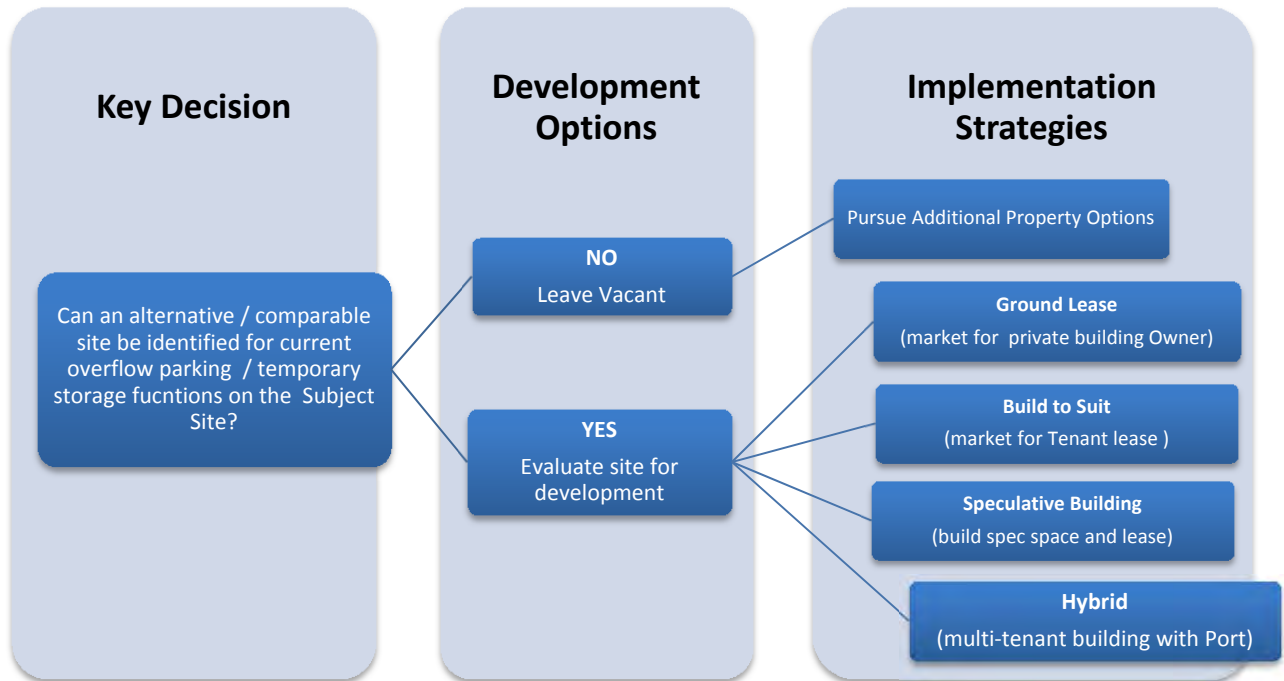 Key Decision
Can an alternative / comparable
site be identified for current
overflow parking / temporary
storage fucntions on the Subject
Site?
Development
Options
NO
Leave Vacant
YES
Evaluate site for
development
Implementation
Strategies
Pursue Additional Property Options
Ground Lease
(market for private building Owner)
Build to Suit
(market for Tenant lease )
Speculative Building
(build spec space and lease)
Hybrid
(multi-tenant building with Port)